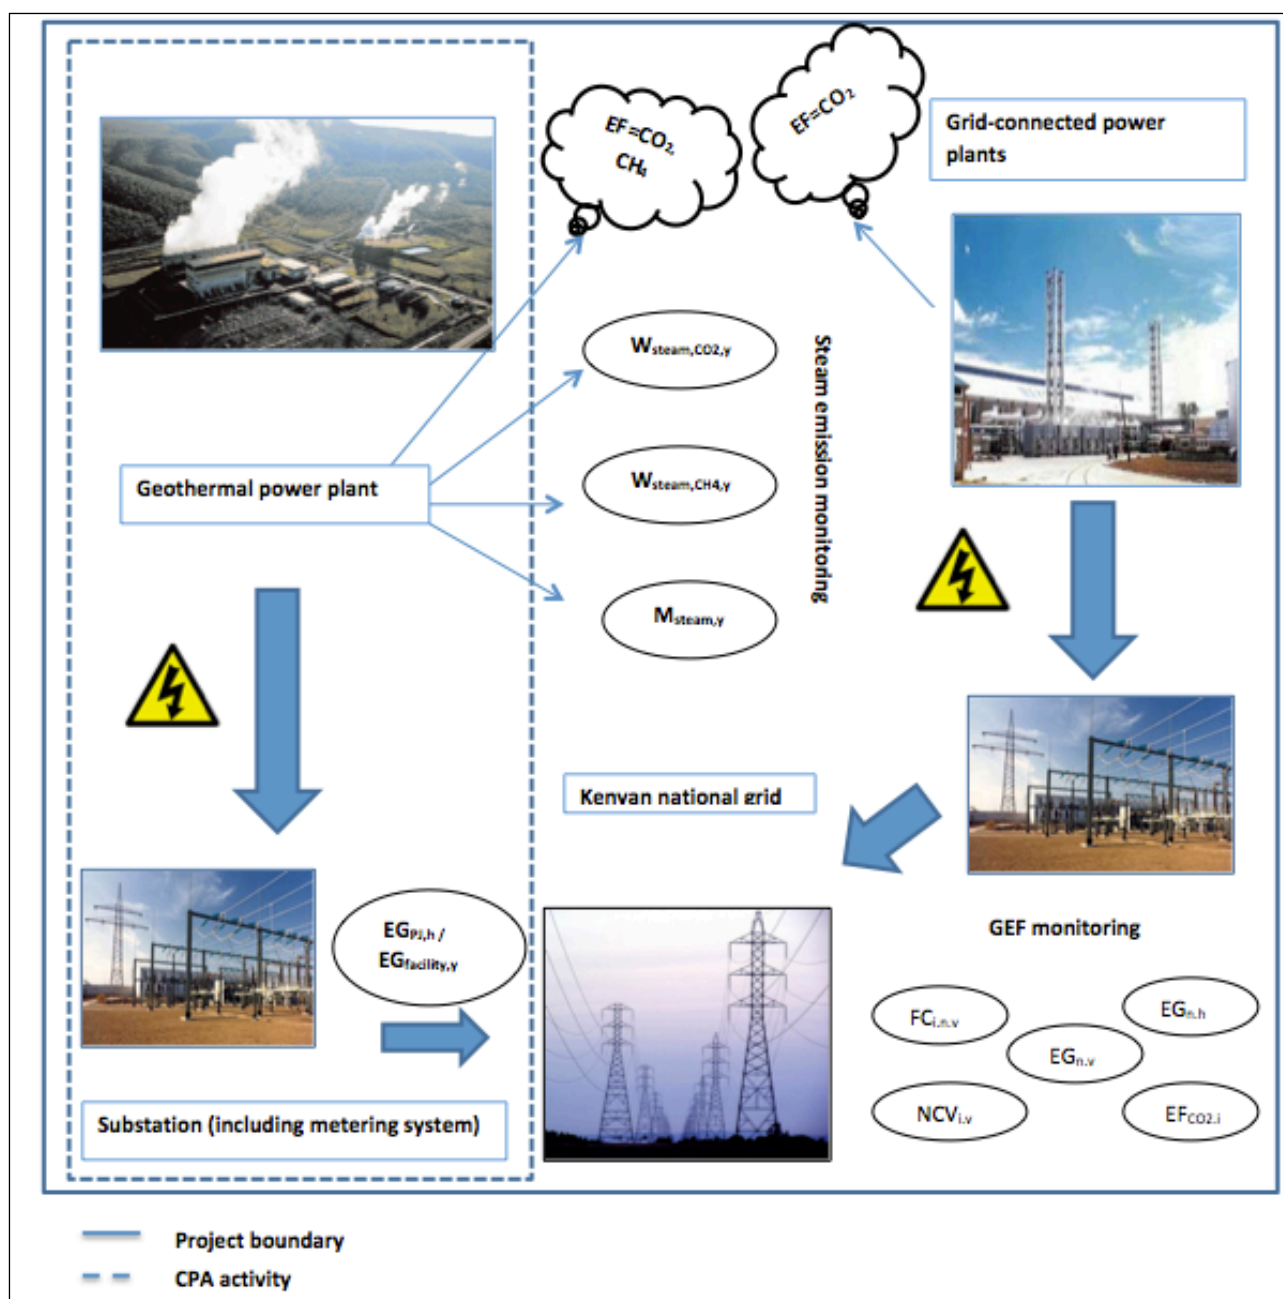 EF=CO2,
CH4
EF=CO2
Grid-connected power
plants
Wsteam,CO2,y
Steam emission monitoring
Geothermal power plant
Wsteam,CH4,y
Msteam,y
Kenyan national grid
EGPJ,h /
EGfacility,y
GEF monitoring
FCi,n,y
EGn,h
EGn,y
NCVi,y
EFCO2,i
Substation (including metering system)
Project boundary
CPA activity